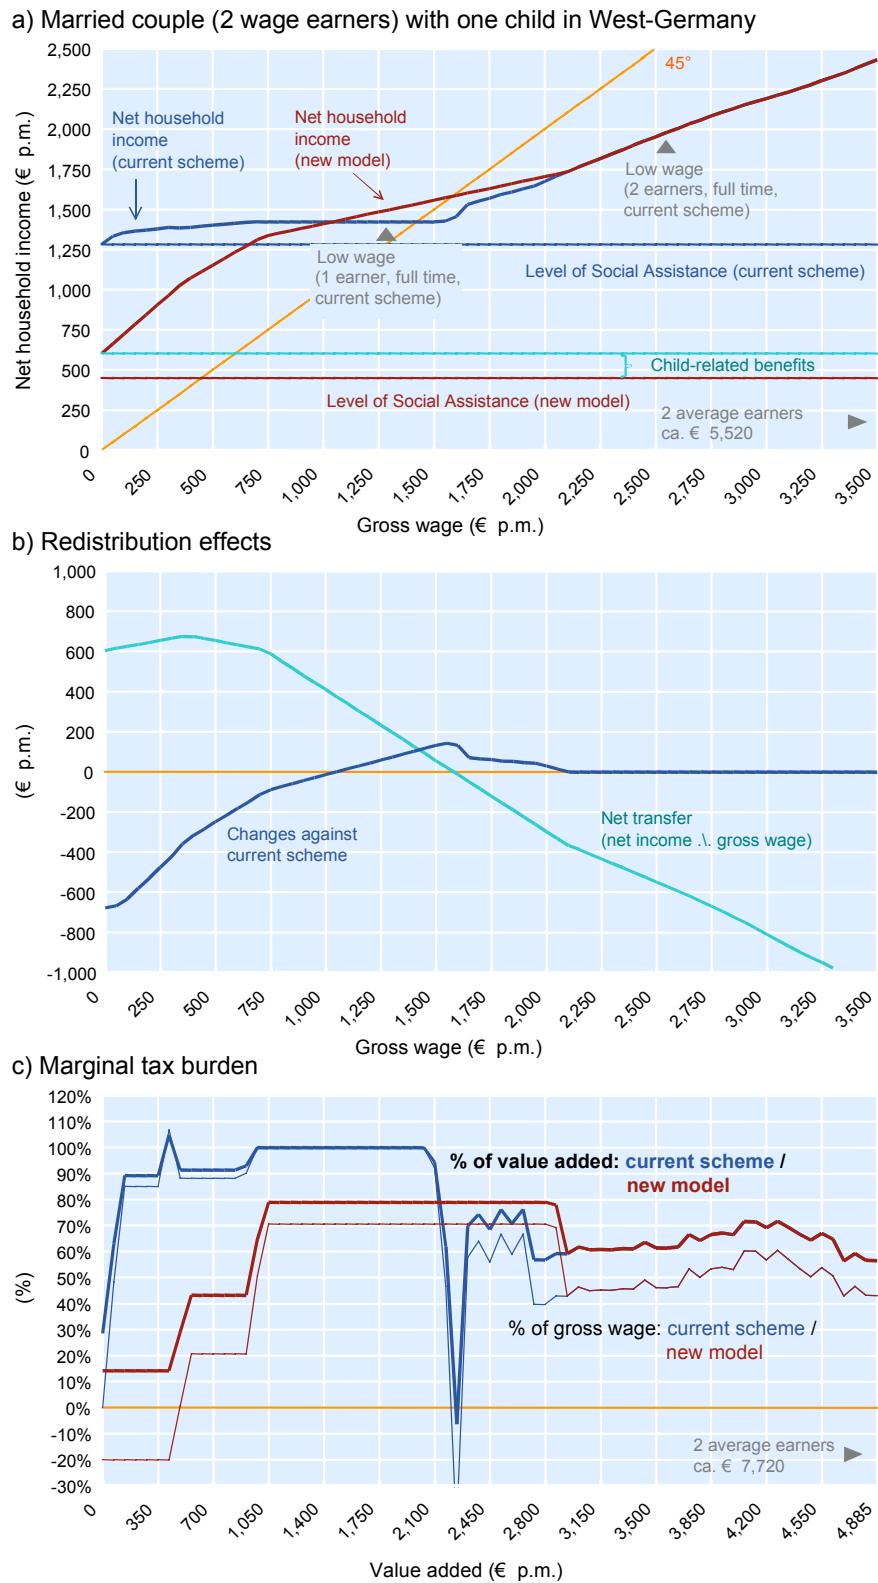 a) Married couple (2 wage earners) with one child in West-Germany
Net household income (€ p.m.)
2,500
2,250
2,000
1,750
1,500
1,250
1,000
750
500
250
0
45°
Net household
income
(current scheme)
Net household
income
(new model)
Low wage
(2 earners, full time,
current scheme)
Low wage
(1 earner, full time,
current scheme)
Level of Social Assistance (current scheme)
Child-related benefits
Level of Social Assistance (new model)
2 average earners
ca. € 5,520
0
250
500
750
1,000
1,250
1,500
1,750
2,000
2,250
2,500
2,750
3,000
3,250
3,500
Gross wage (€ p.m.)
b) Redistribution effects
(€ p.m.)
1,000
800
600
400
200
0
-200
-400
-600
-800
-1,000
Changes against
current scheme
Net transfer
(net income .\. gross wage)
0
250
500
750
1,000
1,250
1,500
1,750
2,000
2,250
2,500
2,750
3,000
3,250
3,500
Gross wage (€ p.m.)
c) Marginal tax burden
(%)
120%
110%
100%
90%
80%
70%
60%
50%
40%
30%
20%
10%
0%
-10%
-20%
-30%
% of value added: current scheme /
new model
% of gross wage: current scheme /
new model
2 average earners
ca. € 7,720
0
350
700
1,050
1,400
1,750
2,100
2,450
2,800
3,150
3,500
3,850
4,200
4,550
4,885
Value added (€ p.m.)